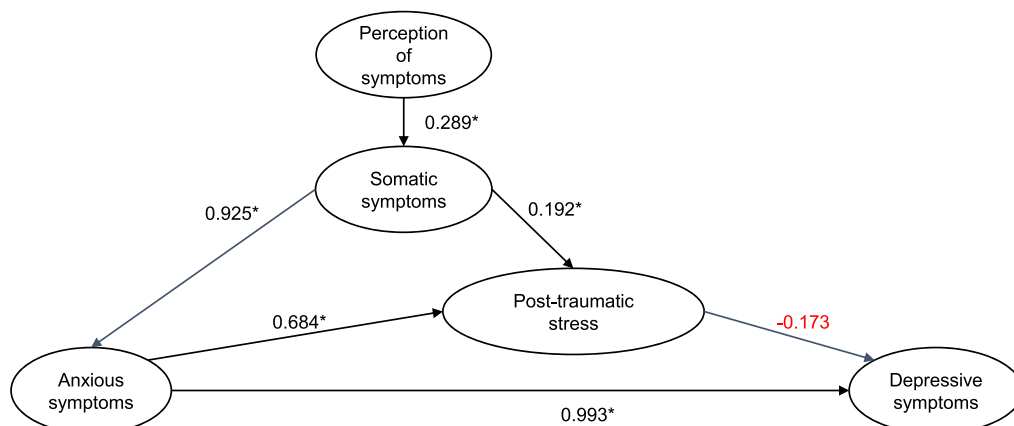 Perception
of
symptoms
0.289*
Somatic
symptoms
0.925*
0.192*
Post-traumatic
stress
0.684*
-0.173
Anxious
symptoms
Depressive
symptoms
0.993*